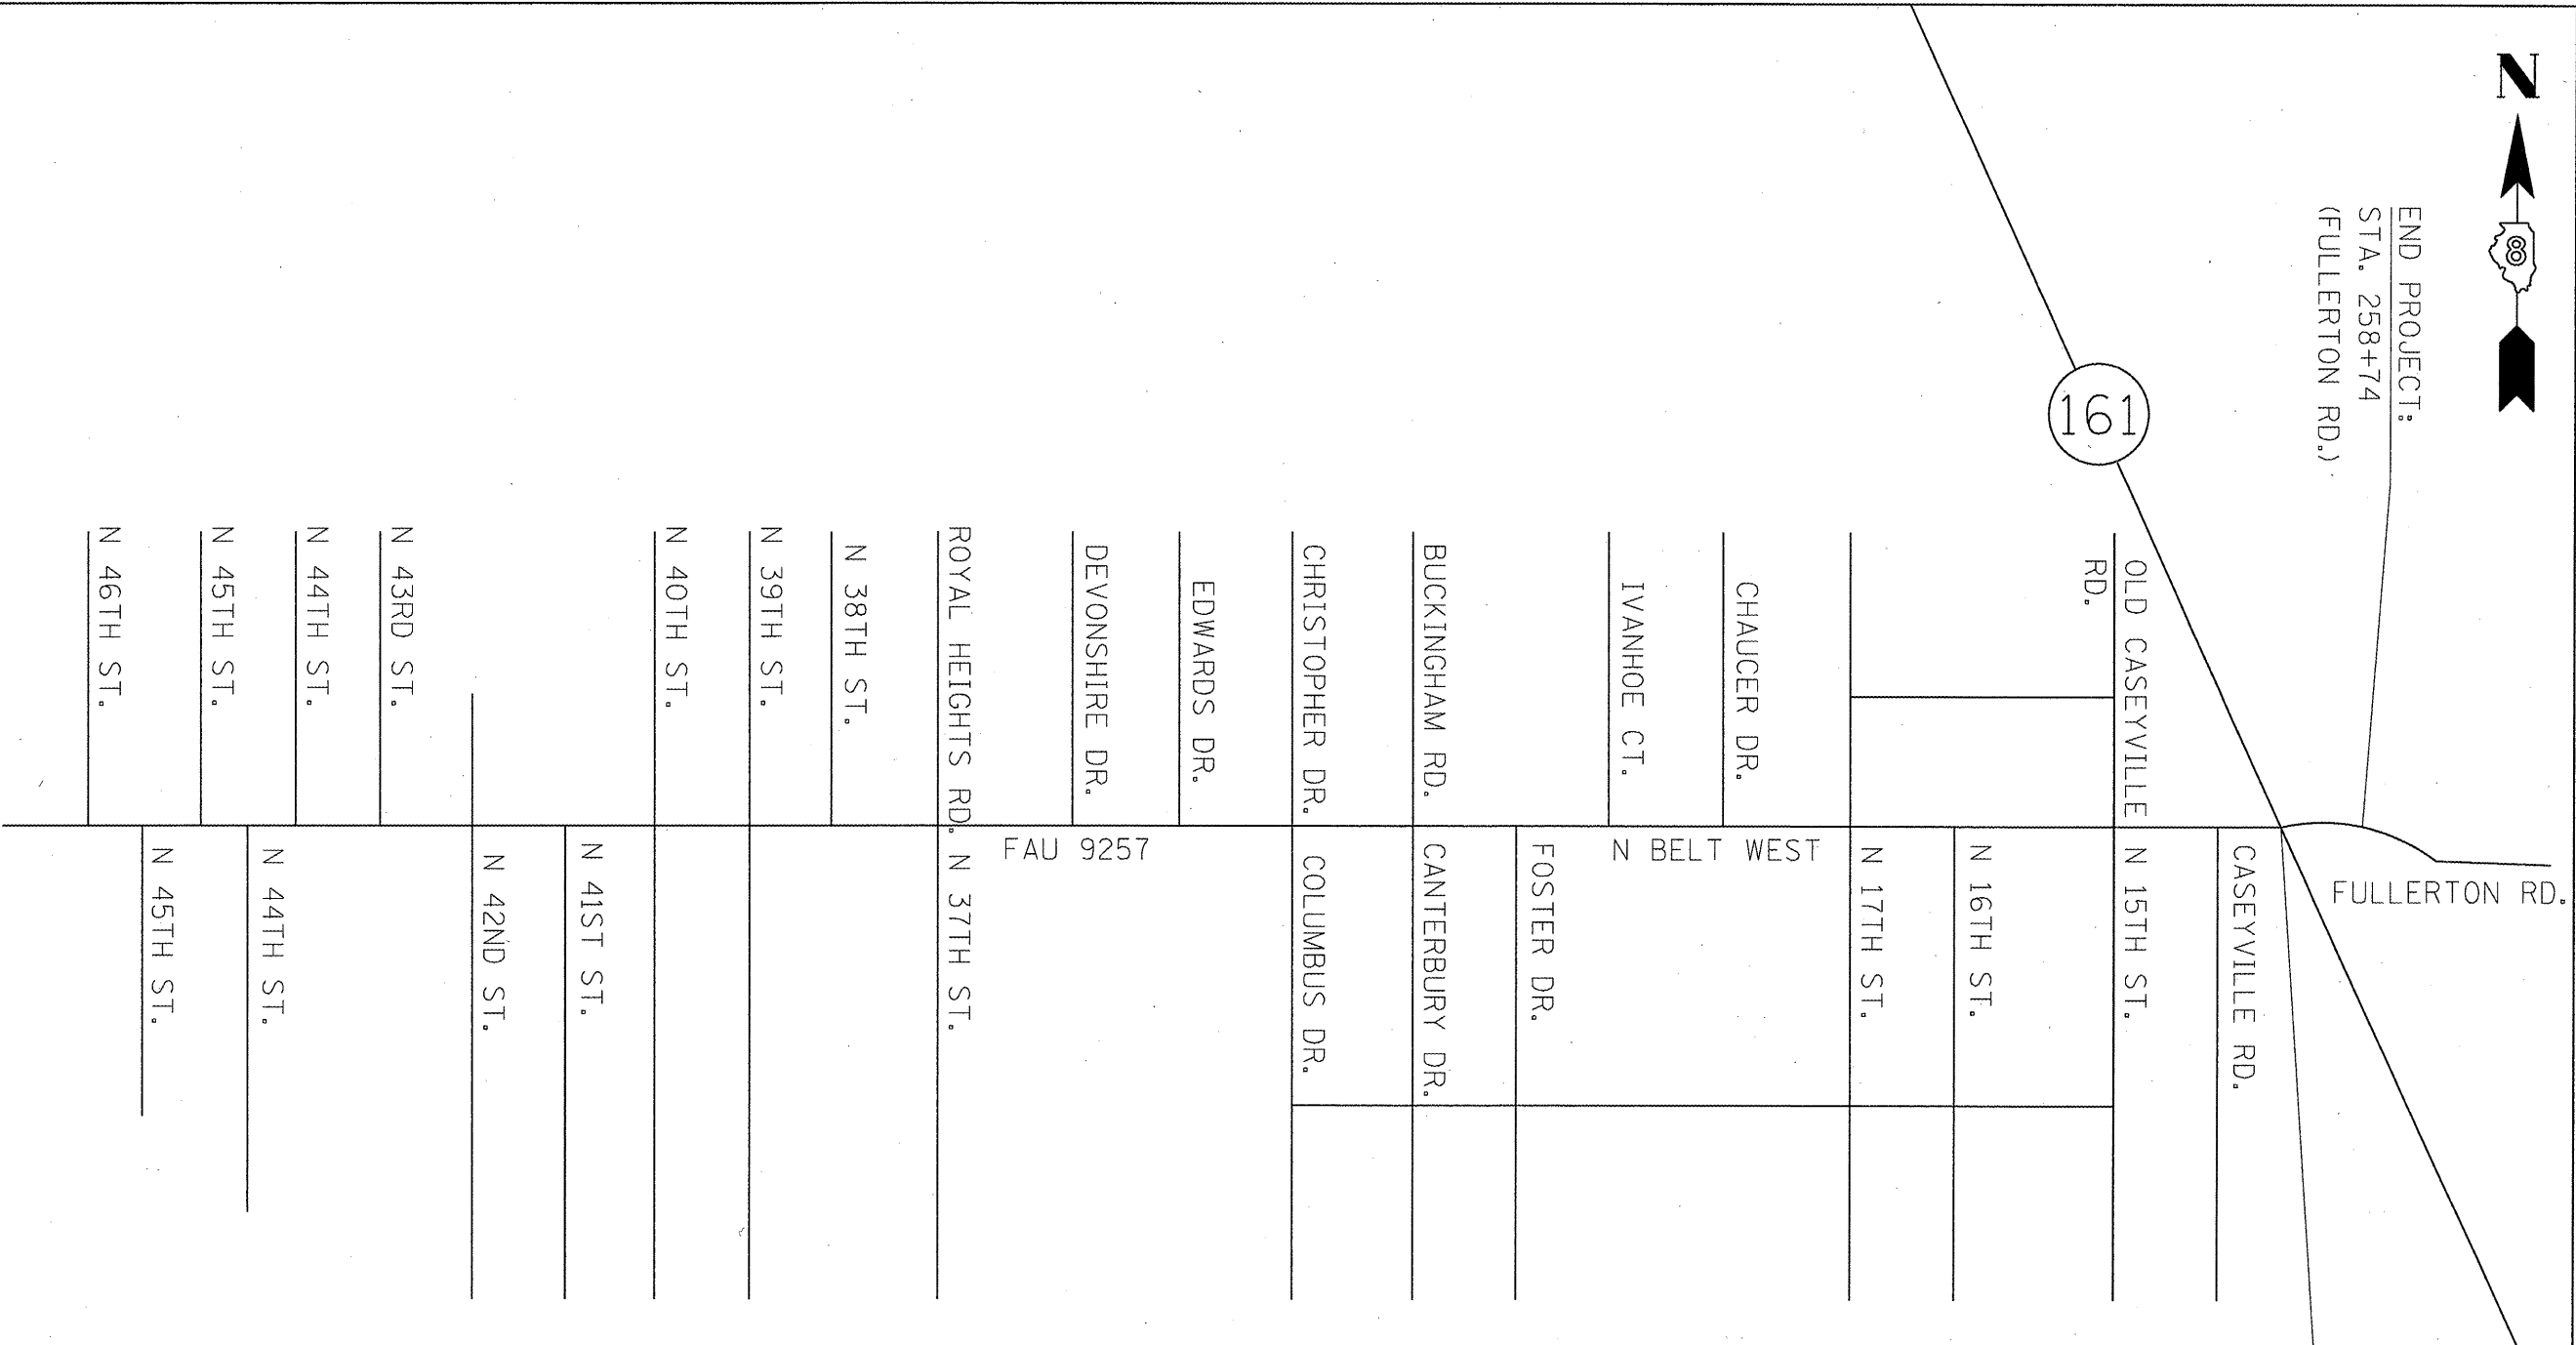 N
8
END PROJECT:
STA. 258+74
(FULLERTON RD.)
161
N 46TH ST.
N 45TH ST.
N 44TH ST.
N 43RD ST.
N 40TH ST.
N 39TH ST.
N 38TH ST.
ROYAL HEIGHTS RD.
DEVONSHIRE DR.
EDWARDS DR.
CHRISTOPHER DR.
BUCKINGHAM RD.
IVANHOE CT.
CHAUCER DR.
OLD CASEYVILLE
RD.
FAU 9257
N BELT WEST
FULLERTON RD.
N 45TH ST.
N 44TH ST.
N 42ND ST.
N 41ST ST.
N 37TH ST.
COLUMBUS DR.
CANTERBURY DR.
FOSTER DR.
N 17TH ST.
N 16TH ST.
N 15TH ST.
CASEYVILLE RD.